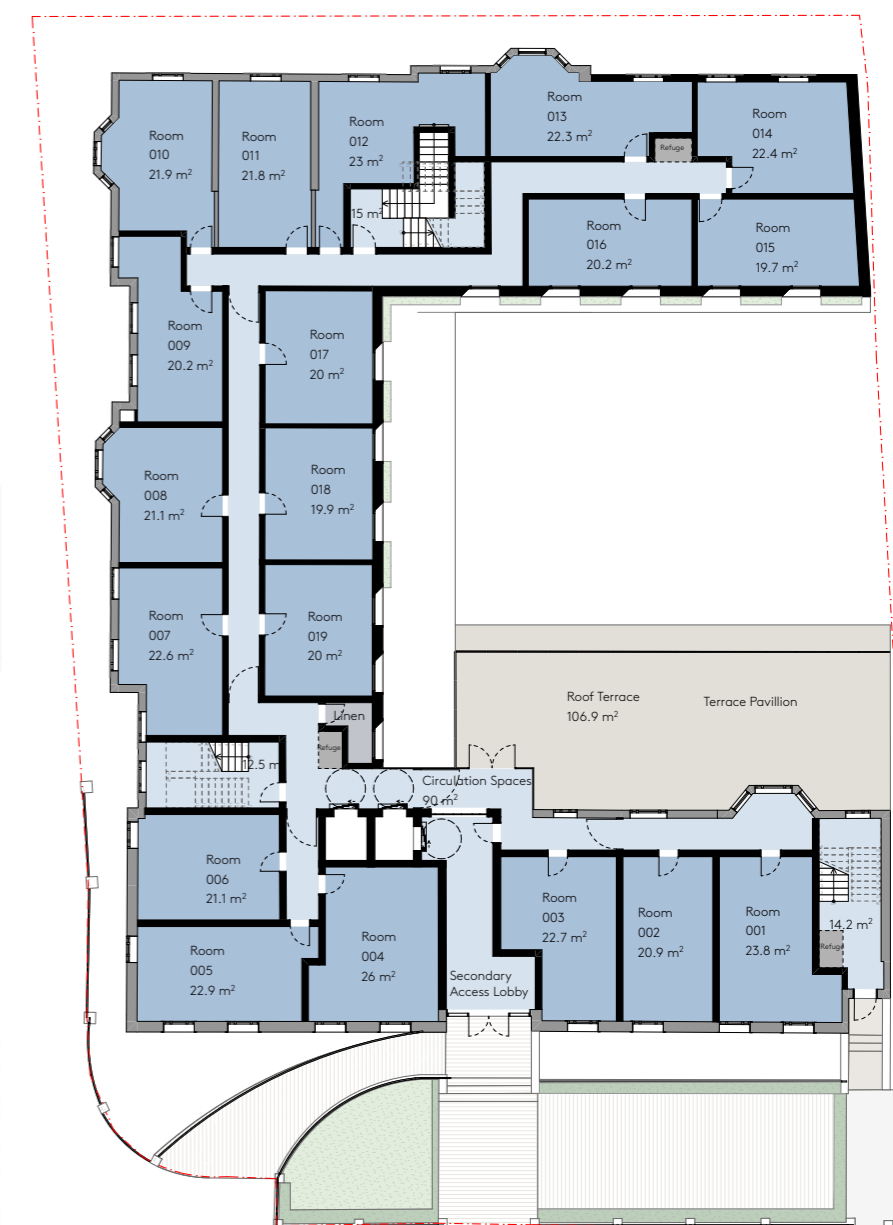 Room
010
21.9 m²
Room
011
21.8 m²
Room
012
23 m²
Room
013
22.3 m²
Refuge
Room
014
22.4 m²
15 m²
Room
016
20.2 m²
Room
015
19.7 m²
Room
009
20.2 m²
Room
017
20 m²
Room
008
21.1 m²
Room
018
19.9 m²
Room
007
22.6 m²
Room
019
20 m²
Linen
Refuge
12.5 m
Roof Terrace
106.9 m²
Terrace Pavillion
Circulation Spaces
90 m²
Room
006
21.1 m²
Room
005
22.9 m²
Room
004
26 m²
Secondary
Access Lobby
Room
003
22.7 m²
Room
002
20.9 m²
Room
001
23.8 m²
14.2 m²
Refuge